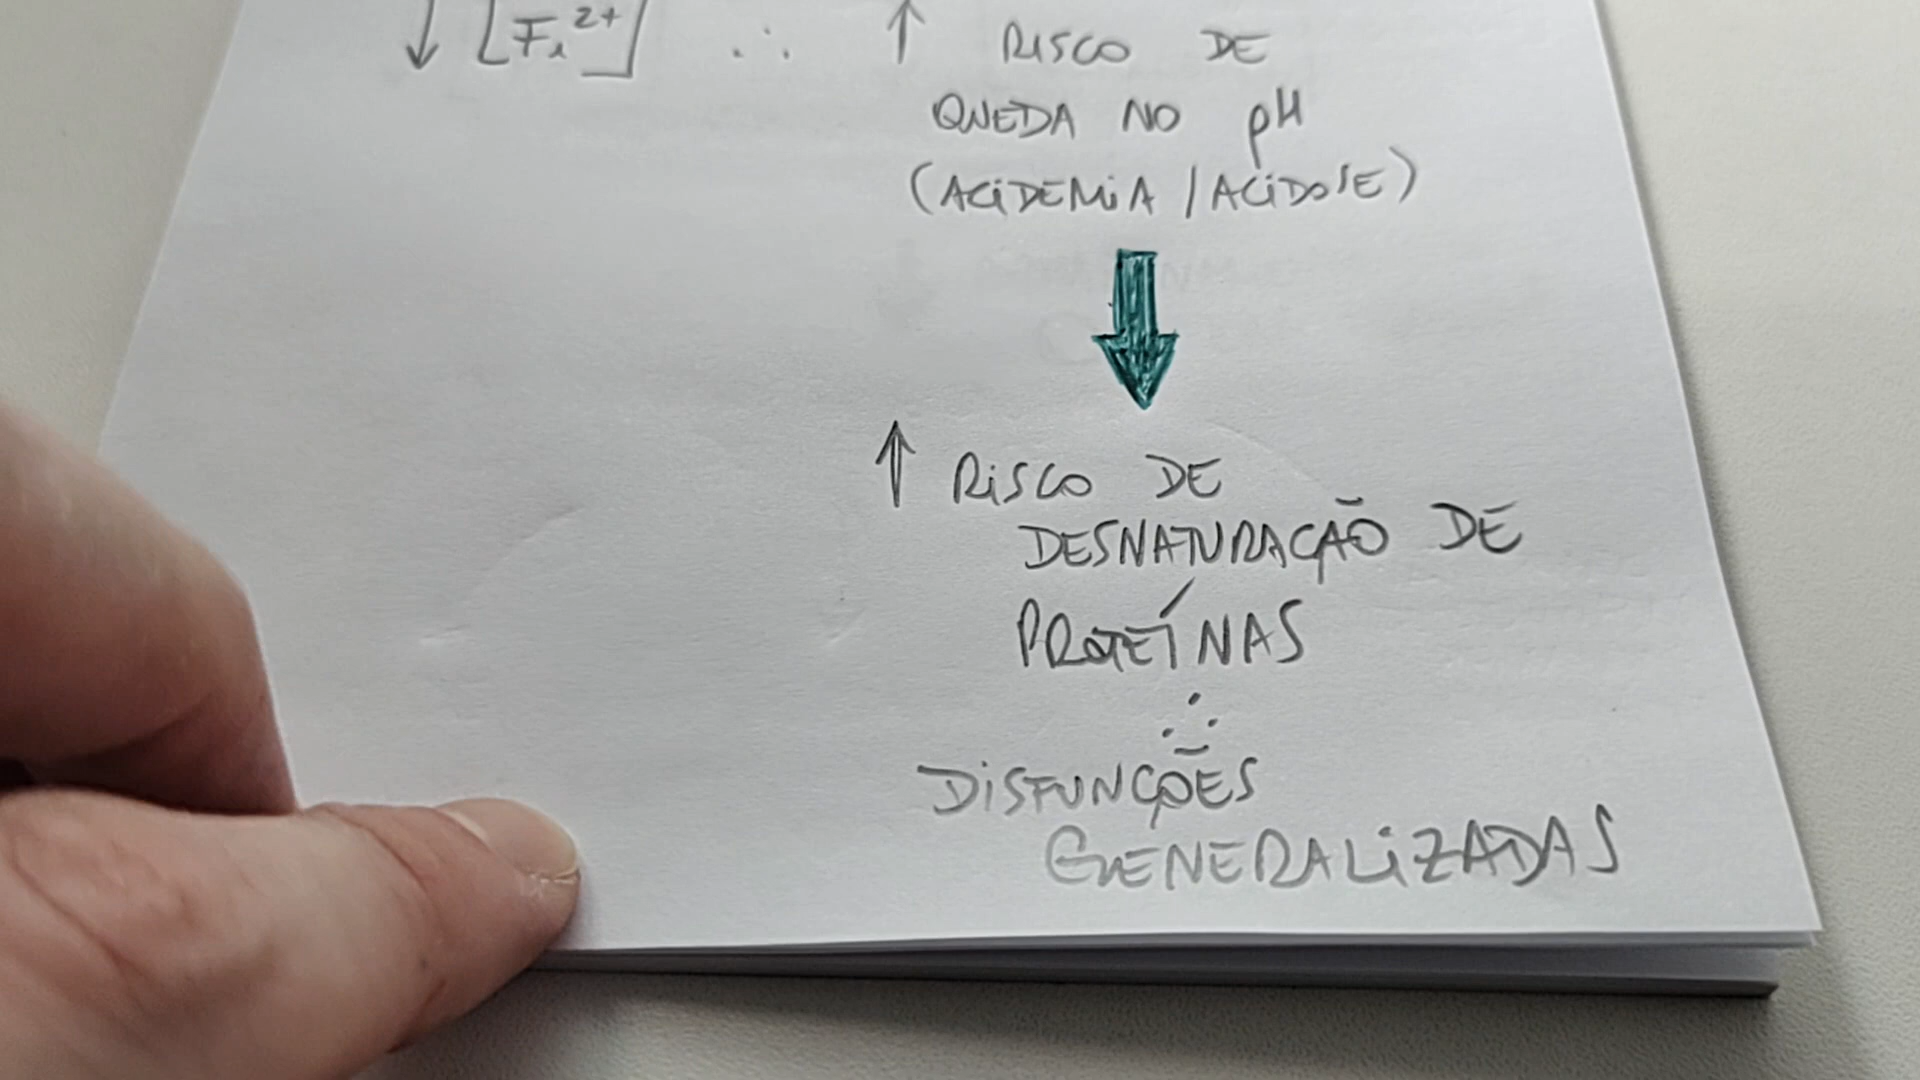 ↓ [Fe²⁺] ∴ ↑ RISCO DE
QUEDA NO pH
(ACIDEMIA / ACIDOSE)
↑ RISCO DE
DESNATURAÇÃO DE
PROTEÍNAS
∴
DISFUNÇÕES
GENERALIZADAS